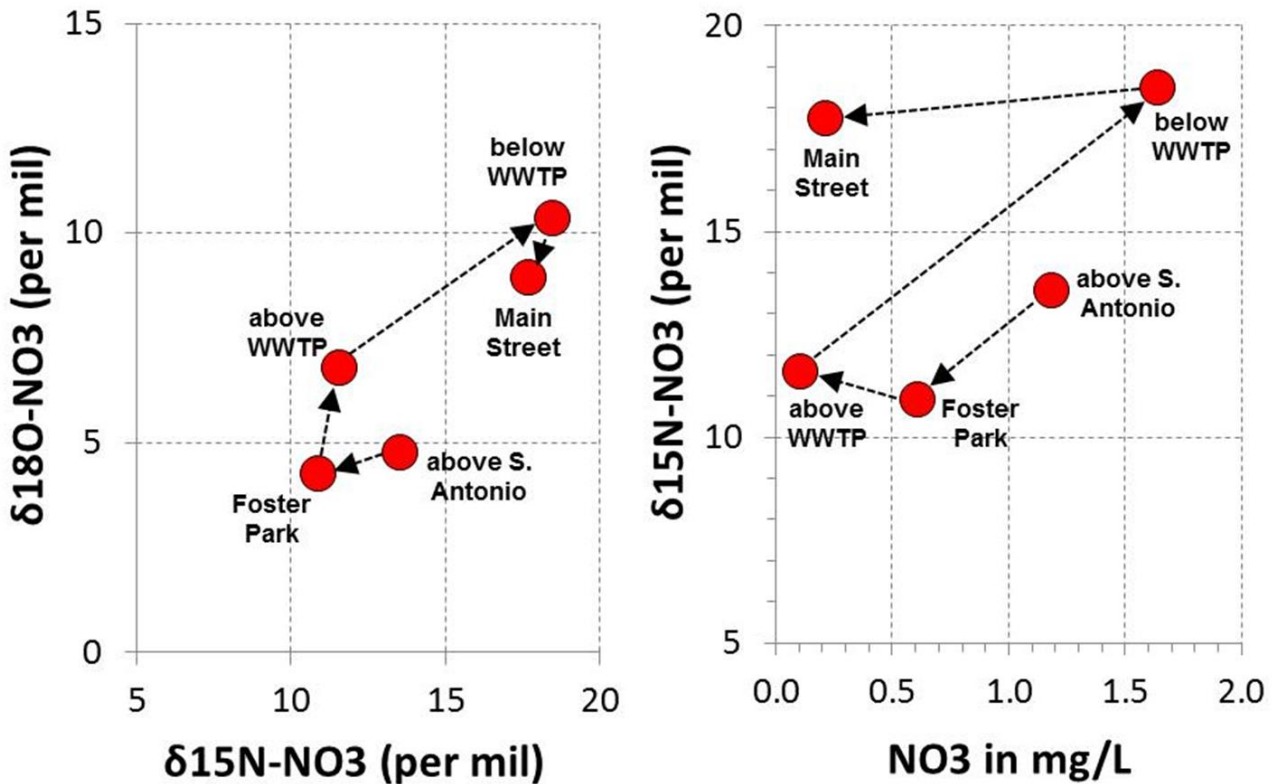 15
10
5
0
5
10
15
20
δ18O-NO3 (per mil)
δ15N-NO3 (per mil)
below
WWTP
Main
Street
above
WWTP
above S.
Antonio
Foster
Park
20
15
10
5
0.0
0.5
1.0
1.5
2.0
δ15N-NO3 (per mil)
NO3 in mg/L
below
WWTP
Main
Street
above S.
Antonio
above
WWTP
Foster
Park